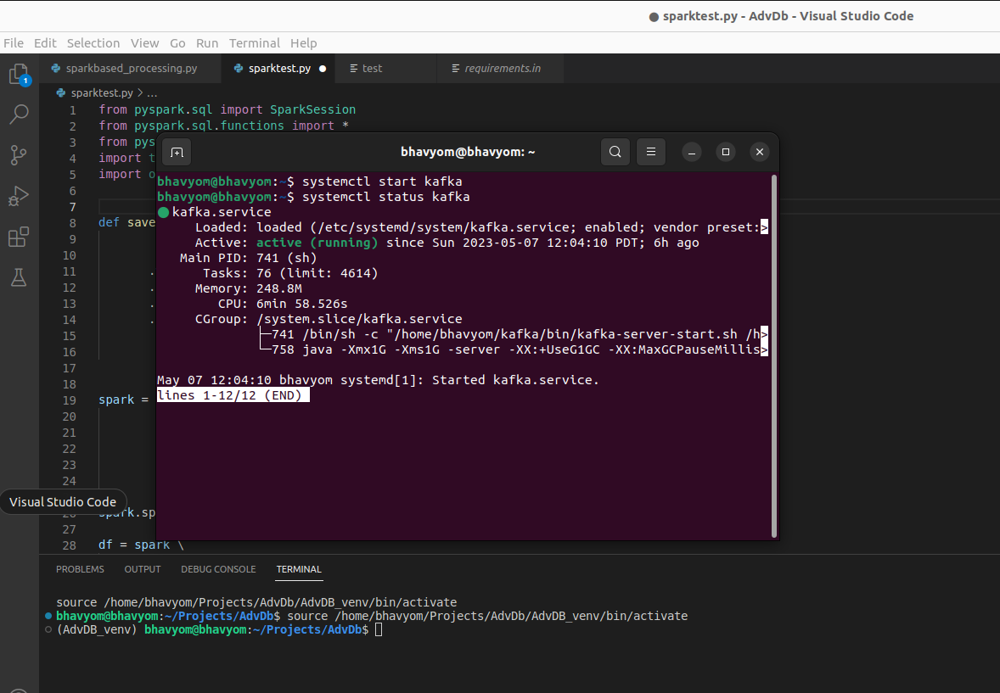 sparktest.py - AdvDb - Visual Studio Code
File Edit Selection View Go Run Terminal Help
1
sparkbased_processing.py sparktest.py test requirements.in
sparktest.py > ...
1 from pyspark.sql import SparkSession
2 from pyspark.sql.functions import *
3 from pys
4 import t
5 import o
6
7
8 def save
9
10
11 .
12 .
13 .
14 .
15
16
17
18
19 spark =
20
21
22
23
24
spark.sp
27
28 df = spark \
bhavyom@bhavyom: ~
bhavyom@bhavyom:~$ systemctl start kafka
bhavyom@bhavyom:~$ systemctl status kafka
● kafka.service
Loaded: loaded (/etc/systemd/system/kafka.service; enabled; vendor preset:>
Active: active (running) since Sun 2023-05-07 12:04:10 PDT; 6h ago
Main PID: 741 (sh)
Tasks: 76 (limit: 4614)
Memory: 248.8M
CPU: 6min 58.526s
CGroup: /system.slice/kafka.service
├─741 /bin/sh -c "/home/bhavyom/kafka/bin/kafka-server-start.sh /h>
└─758 java -Xmx1G -Xms1G -server -XX:+UseG1GC -XX:MaxGCPauseMillis>
May 07 12:04:10 bhavyom systemd[1]: Started kafka.service.
lines 1-12/12 (END)
Visual Studio Code
PROBLEMS OUTPUT DEBUG CONSOLE TERMINAL
source /home/bhavyom/Projects/AdvDb/AdvDB_venv/bin/activate
bhavyom@bhavyom:~/Projects/AdvDb$ source /home/bhavyom/Projects/AdvDb/AdvDB_venv/bin/activate
(AdvDB_venv) bhavyom@bhavyom:~/Projects/AdvDb$